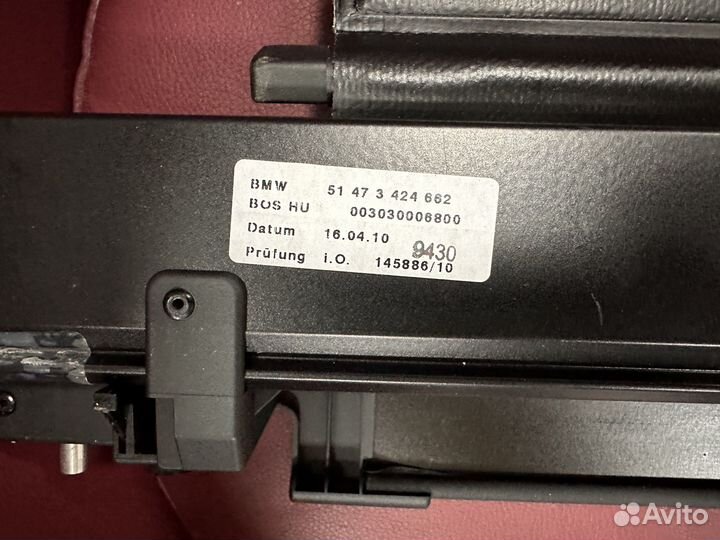 BMW 51 47 3 424 662
BOS HU 003030006800
Datum 16.04.10 9430
Prüfung i.O. 145886/10
Avito